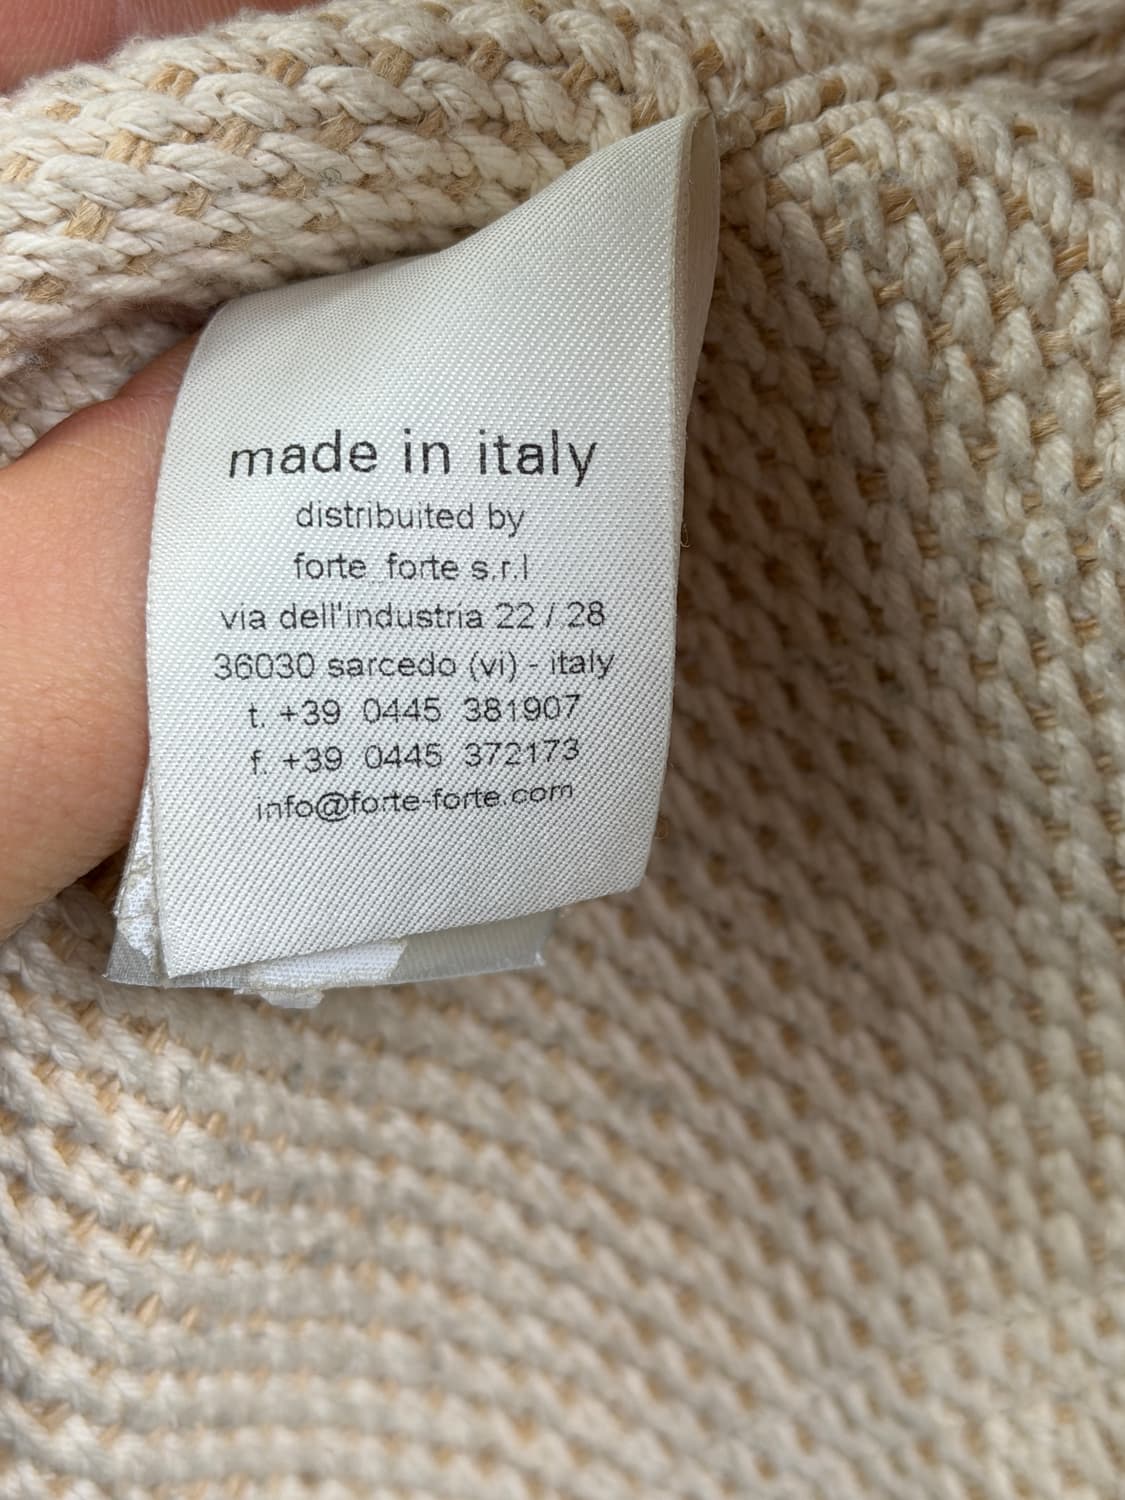 made in italy
distribuited by
forte_forte s.r.l
via dell'industria 22 / 28
36030 sarcedo (vi) - italy
t. +39 0445 381907
f. +39 0445 372173
info@forte-forte.com